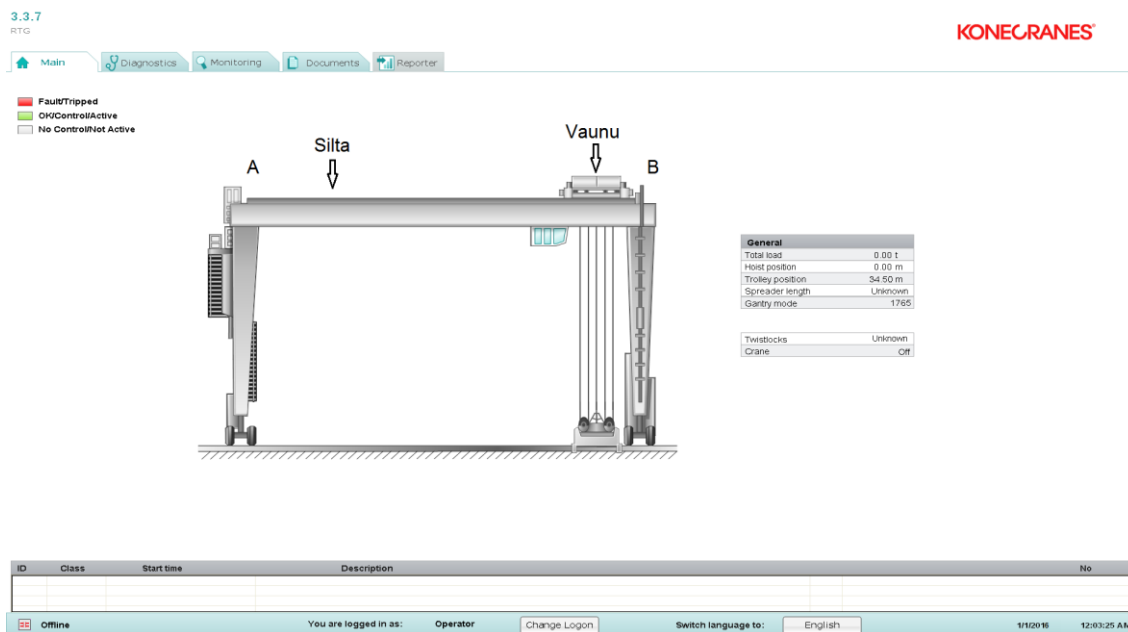 3.3.7
RTG
KONECRANES®
Main Diagnostics Monitoring Documents Reporter
Fault/Tripped
OK/Control/Active
No Control/Not Active
Silta
Vaunu
A
B
General
Total load 0.00 t
Hoist position 0.00 m
Trolley position 34.50 m
Spreader length Unknown
Gantry mode 1765
Twistlocks Unknown
Crane Off
ID Class Start time Description No
Offline You are logged in as: Operator Change Logon Switch language to: English 1/1/2016 12:03:25 AM